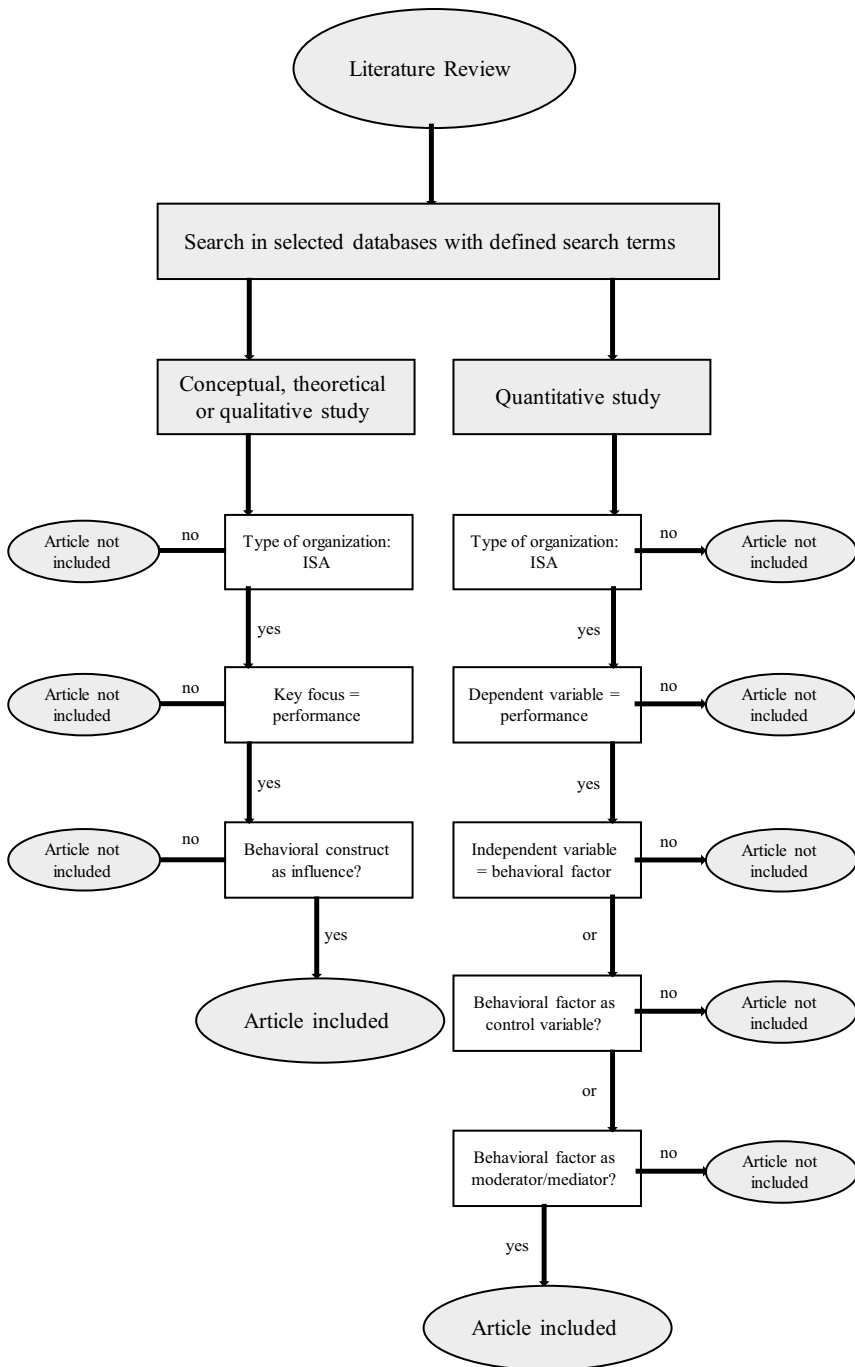 Literature Review
Search in selected databases with defined search terms
Conceptual, theoretical
or qualitative study
Quantitative study
Article not
included
no
Type of organization:
ISA
Type of organization:
ISA
no
Article not
included
yes
yes
Article not
included
no
Key focus =
performance
Dependent variable =
performance
no
Article not
included
yes
yes
Article not
included
no
Behavioral construct
as influence?
Independent variable
= behavioral factor
no
Article not
included
yes
or
Article included
Behavioral factor as
control variable?
no
Article not
included
or
Behavioral factor as
moderator/mediator?
no
Article not
included
yes
Article included